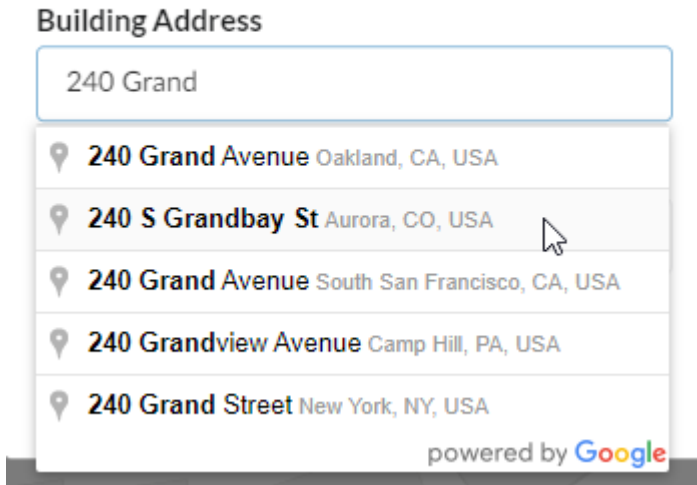 Building Address
240 Grand
240 Grand Avenue Oakland, CA, USA
240 S Grandbay St Aurora, CO, USA
240 Grand Avenue South San Francisco, CA, USA
240 Grandview Avenue Camp Hill, PA, USA
240 Grand Street New York, NY, USA
powered by Google